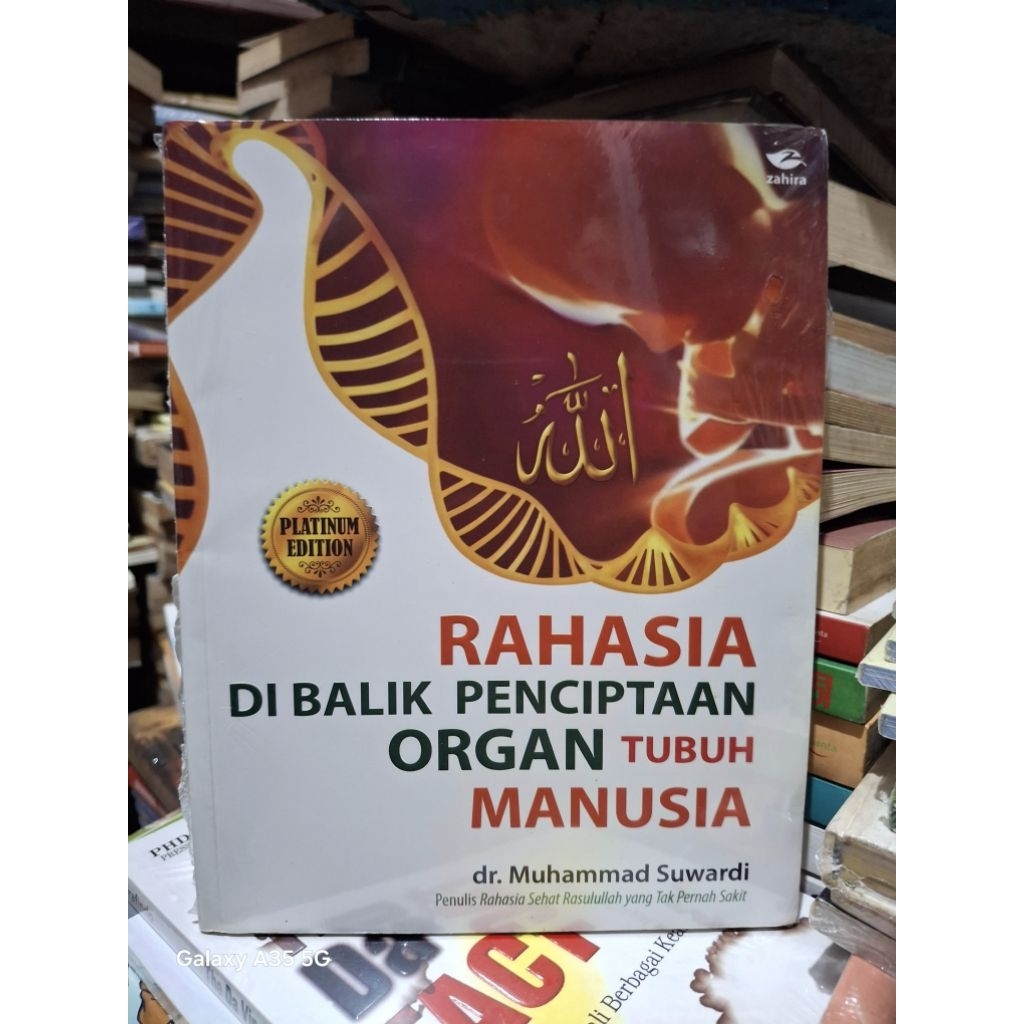 zahira
الله
PLATINUM
EDITION
RAHASIA
DI BALIK PENCIPTAAN
ORGAN TUBUH
MANUSIA
dr. Muhammad Suwardi
Penulis Rahasia Sehat Rasulullah yang Tak Pernah Sakit
PHD
Galaxy A35 5G